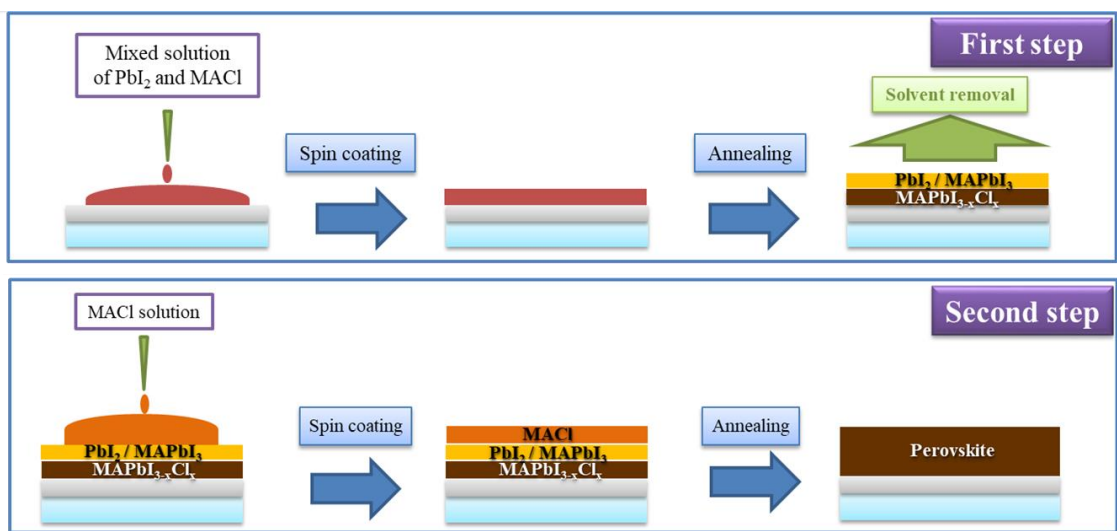 First step
Mixed solution
of PbI₂ and MACl
Spin coating
Annealing
Solvent removal
PbI₂ / MAPbI₃
MAPbI₃₋ₓClₓ
Second step
MACl solution
PbI₂ / MAPbI₃
MAPbI₃₋ₓClₓ
Spin coating
MACl
PbI₂ / MAPbI₃
MAPbI₃₋ₓClₓ
Annealing
Perovskite